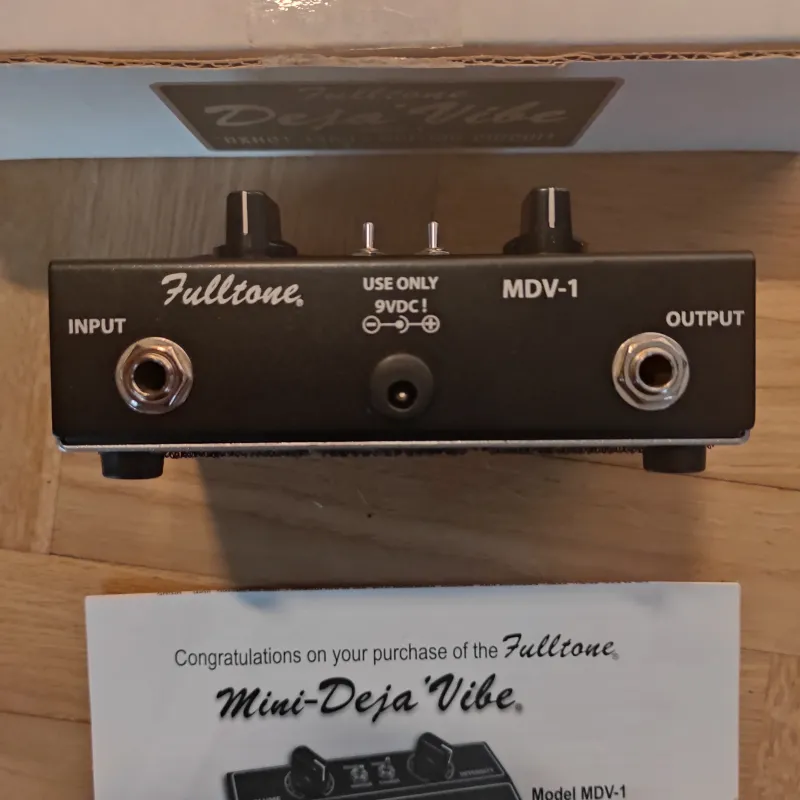 Fulltone
Deja'Vibe
Fulltone®
USE ONLY
9VDC!
MDV-1
INPUT
OUTPUT
Congratulations on your purchase of the Fulltone®
Mini-Deja'Vibe®
Model MDV-1